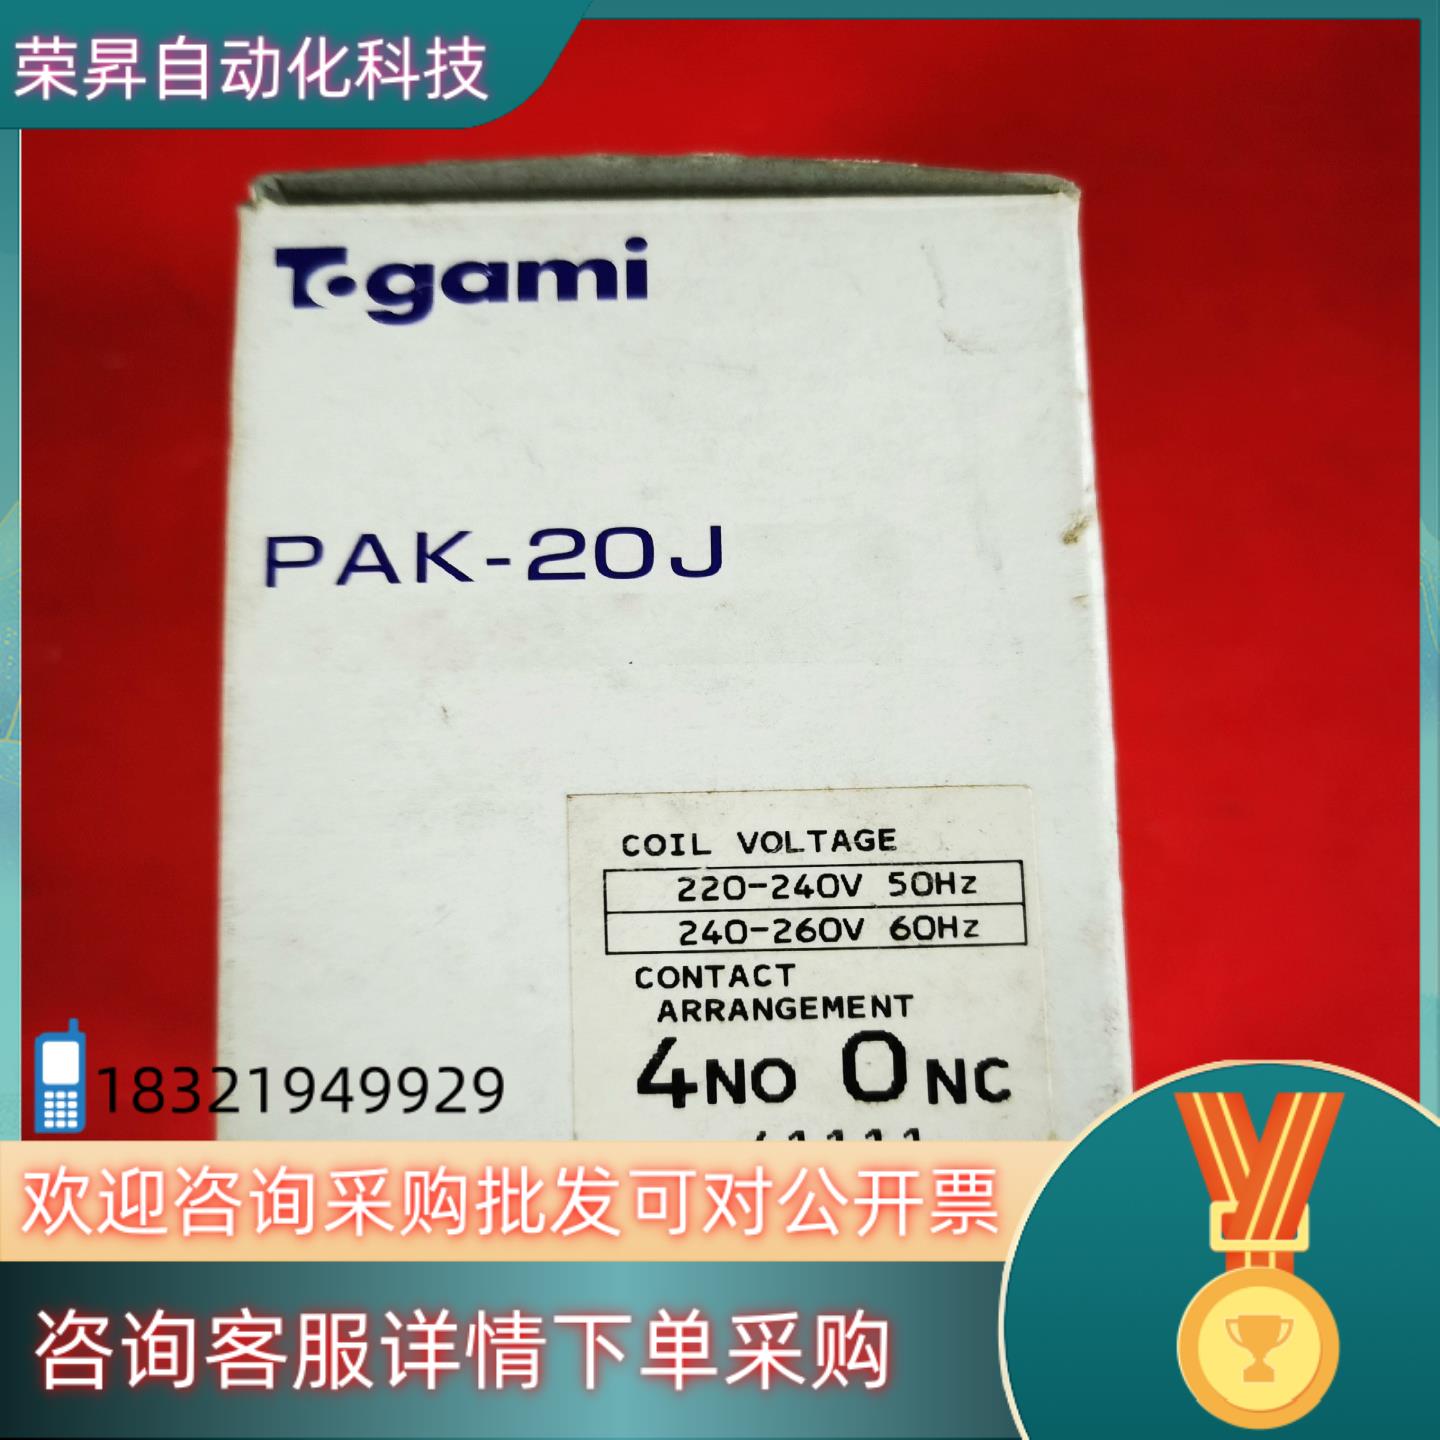 荣昇自动化科技
Togami
PAK-20J
COIL VOLTAGE
220-240V 50Hz
240-260V 60Hz
CONTACT
ARRANGEMENT
4NO 0NC
18321949929
欢迎咨询采购批发可对公开票
咨询客服详情下单采购